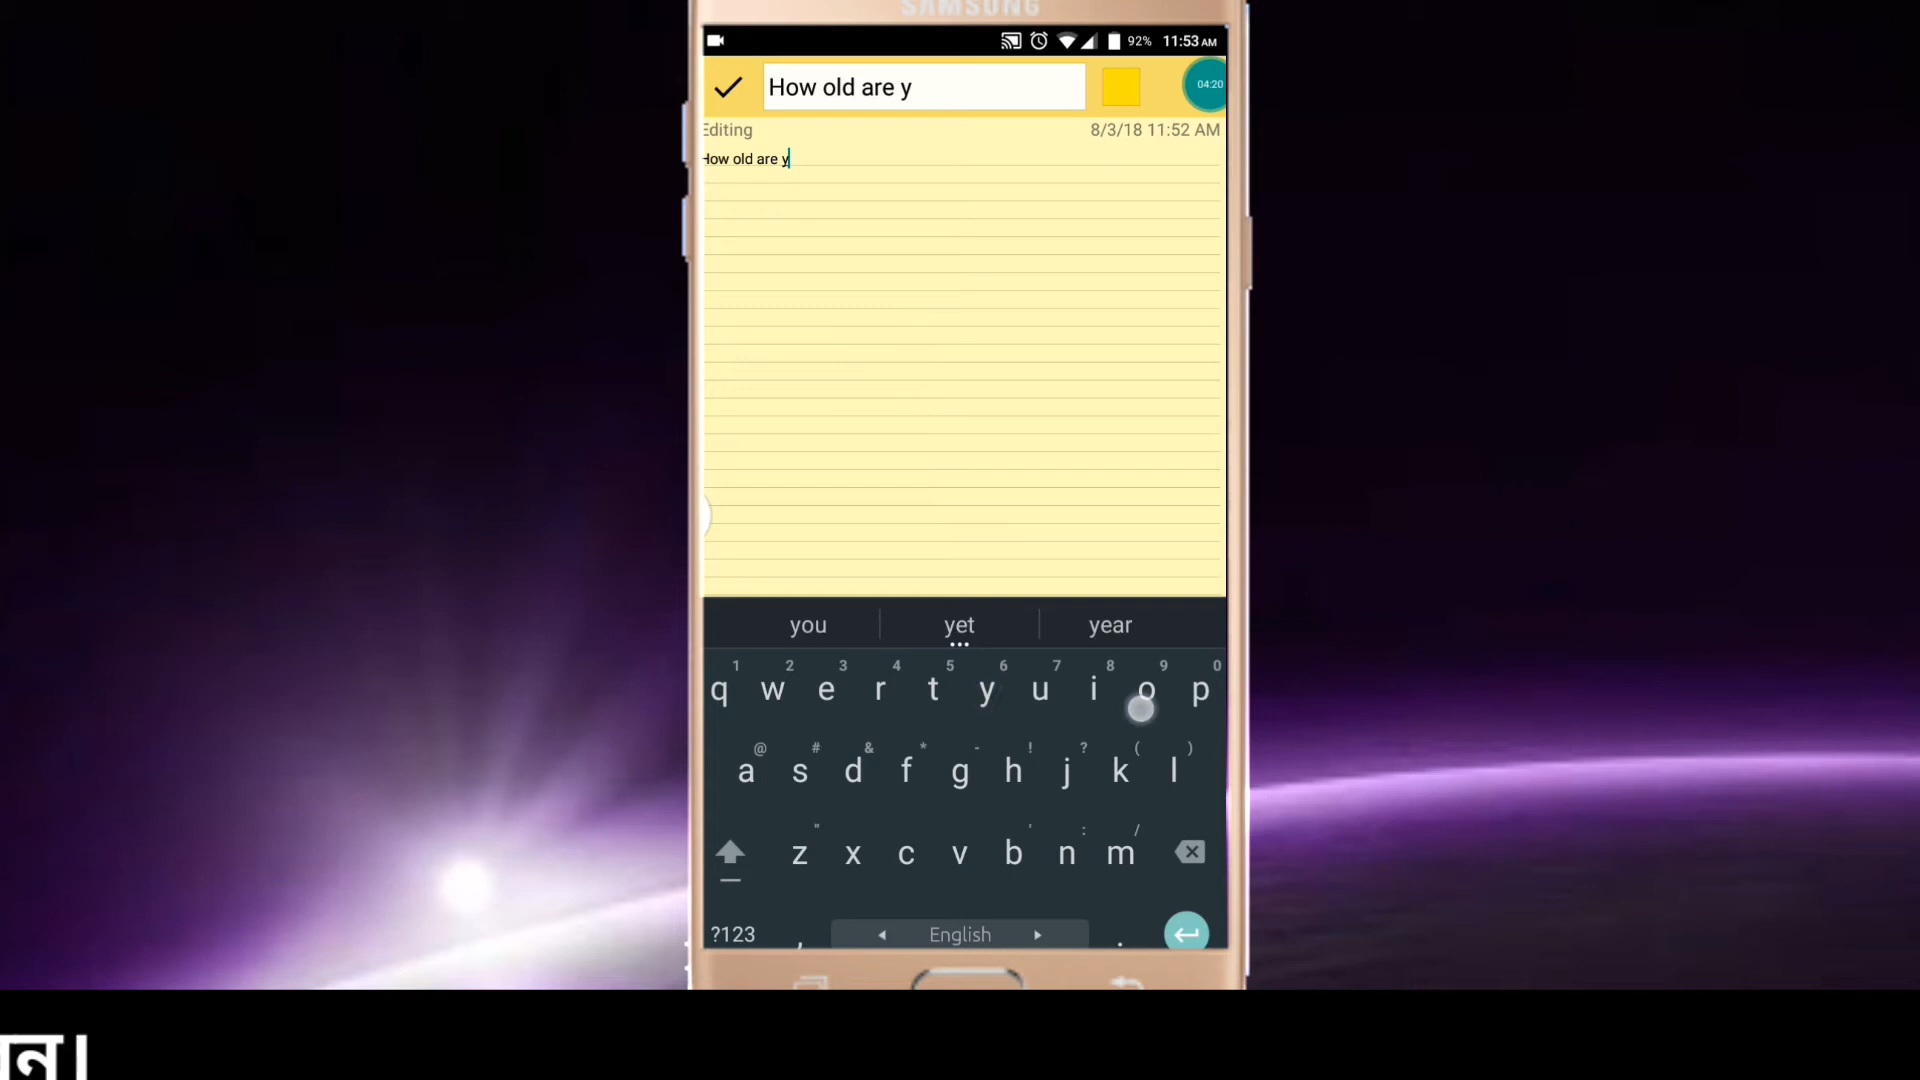 SAMSUNG
92% 11:53 AM
How old are y
04:20
Editing 8/3/18 11:52 AM
How old are y
you yet year
1 2 3 4 5 6 7 8 9 0
q w e r t y u i o p
@ # & * - ! ? ( )
a s d f g h j k l
" ' : /
z x c v b n m
?123 , English .